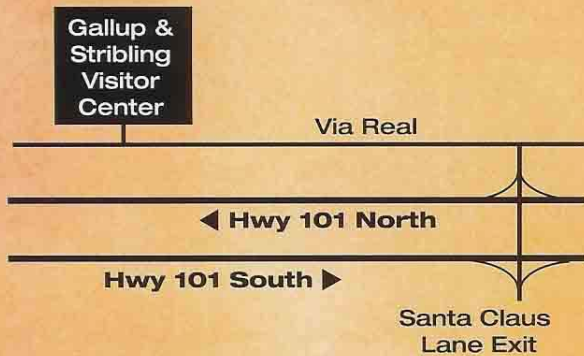 Gallup &
Stribling
Visitor
Center
Via Real
◀ Hwy 101 North
Hwy 101 South ▶
Santa Claus
Lane Exit